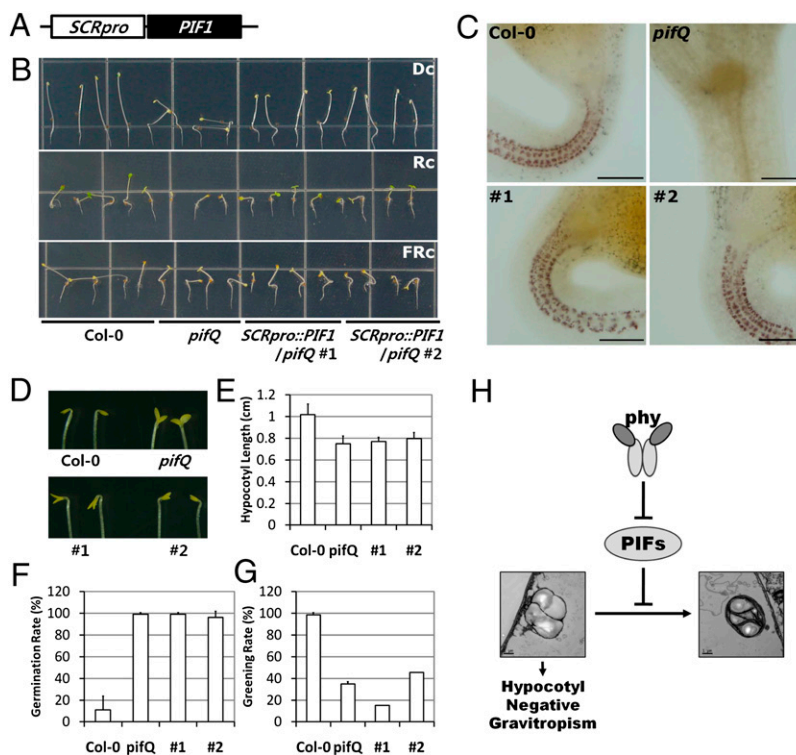 A
SCRpro PIF1
B
Dc
Rc
FRc
Col-0 pifQ SCRpro::PIF1 /pifQ #1 SCRpro::PIF1 /pifQ #2
C
Col-0 pifQ
#1 #2
D
Col-0 pifQ
#1 #2
E
Hypocotyl Length (cm)
1.2
1
0.8
0.6
0.4
0.2
0
Col-0 pifQ #1 #2
F
Germination Rate (%)
120
100
80
60
40
20
0
Col-0 pifQ #1 #2
G
Greening Rate (%)
120
100
80
60
40
20
0
Col-0 pifQ #1 #2
H
phy
PIFs
Hypocotyl
Negative
Gravitropism